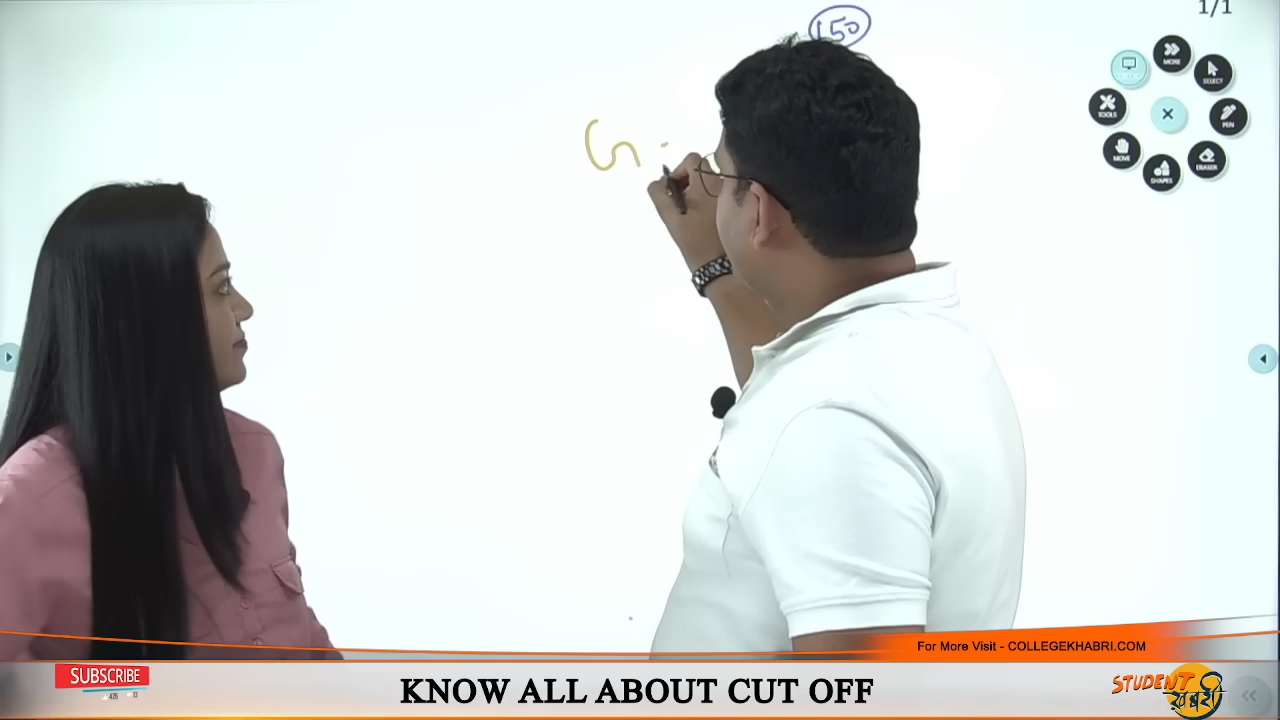 1/1
150
MORE
SELECT
TOOLS
PEN
MOVE
ERASER
SHAPES
G
For More Visit - COLLEGEKHABRI.COM
SUBSCRIBE
KNOW ALL ABOUT CUT OFF
STUDENT
खबरी